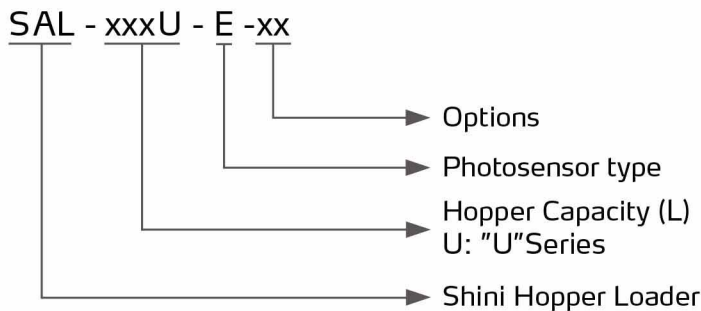 SAL - xxxU - E -xx
Options
Photosensor type
Hopper Capacity (L)
U: "U"Series
Shini Hopper Loader